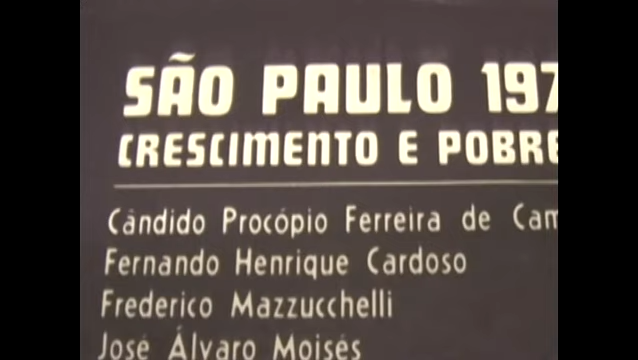 SÃO PAULO 197
CRESCIMENTO E POBRE
Cândido Procópio Ferreira de Cam
Fernando Henrique Cardoso
Frederico Mazzucchelli
José Álvaro Moisés